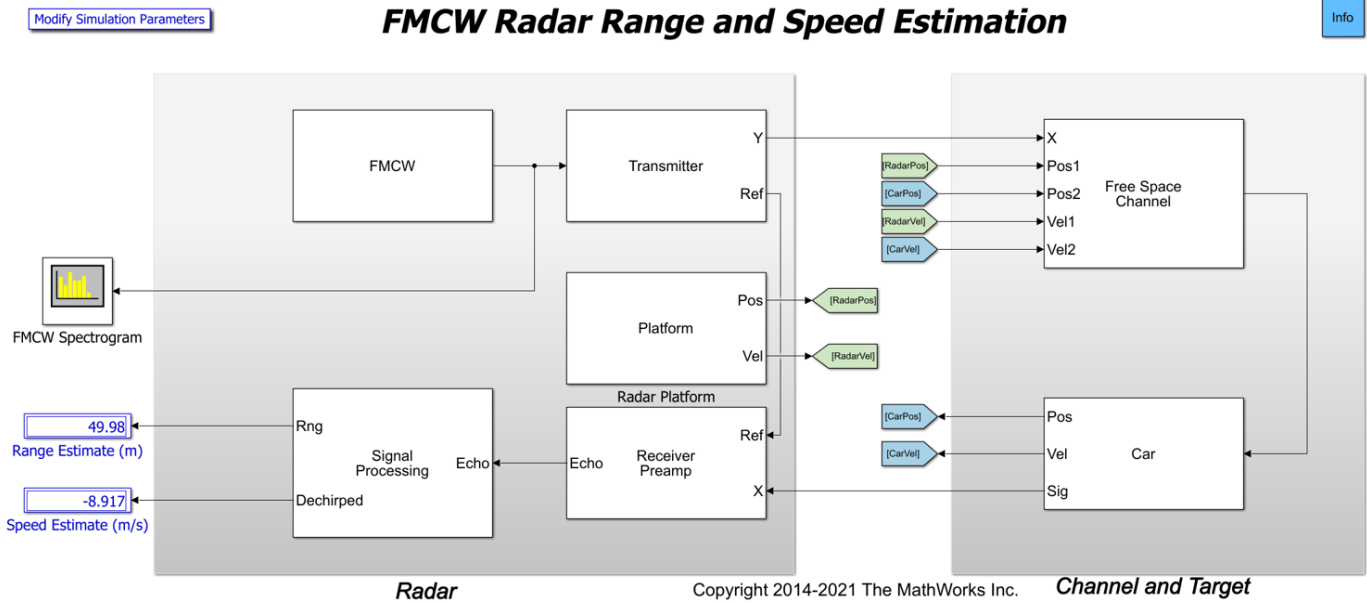 Modify Simulation Parameters
FMCW Radar Range and Speed Estimation
Info
FMCW
Transmitter
Y
Ref
X
Pos1
Pos2
Vel1
Vel2
Free Space
Channel
[RadarPos]
[CarPos]
[RadarVel]
[CarVel]
FMCW Spectrogram
Platform
Pos
Vel
[RadarPos]
[RadarVel]
Radar Platform
49.98
Range Estimate (m)
-8.917
Speed Estimate (m/s)
Rng
Dechirped
Signal
Processing
Echo
Echo
Receiver
Preamp
Ref
X
[CarPos]
[CarVel]
Pos
Vel
Sig
Car
Radar
Copyright 2014-2021 The MathWorks Inc.
Channel and Target